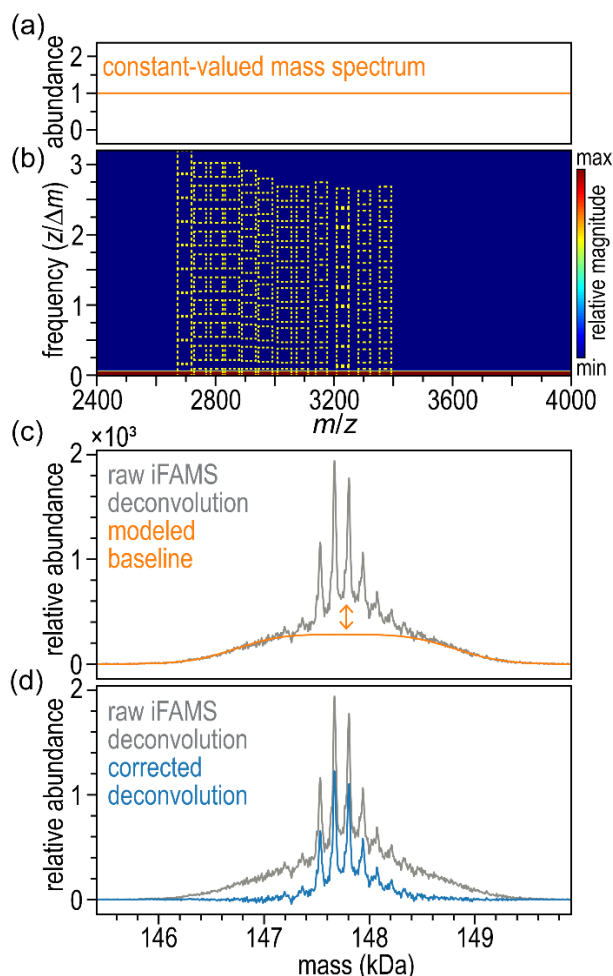 (a)
abundance
2
1
0
constant-valued mass spectrum
(b)
frequency (z/Δm)
3
2
1
0
2400
2800
3200
3600
4000
m/z
max
relative magnitude
min
(c)
×10³
relative abundance
2
1
0
raw iFAMS
deconvolution
modeled
baseline
(d)
relative abundance
2
1
0
raw iFAMS
deconvolution
corrected
deconvolution
146
147
148
149
mass (kDa)